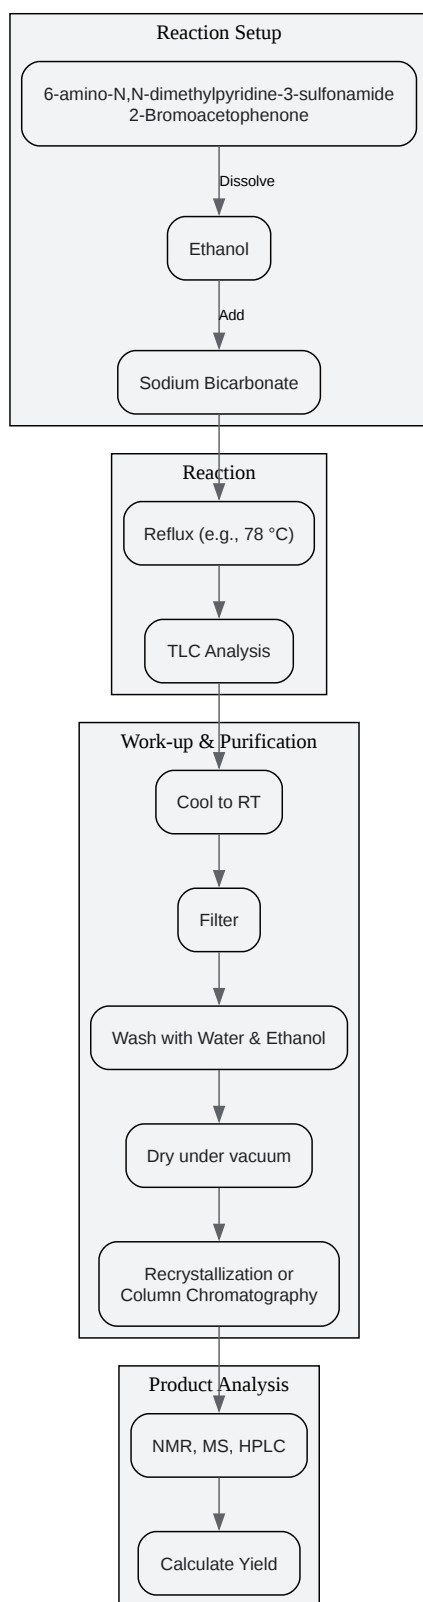 Reaction Setup
6-amino-N,N-dimethylpyridine-3-sulfonamide
2-Bromoacetophenone
Dissolve
Ethanol
Add
Sodium Bicarbonate
Reaction
Reflux (e.g., 78 °C)
TLC Analysis
Work-up & Purification
Cool to RT
Filter
Wash with Water & Ethanol
Dry under vacuum
Recrystallization or
Column Chromatography
Product Analysis
NMR, MS, HPLC
Calculate Yield